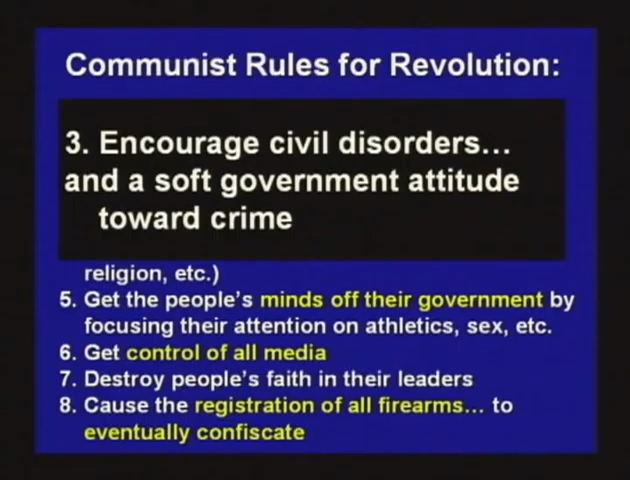 Communist Rules for Revolution:
3. Encourage civil disorders...
and a soft government attitude
toward crime
religion, etc.)
5. Get the people's minds off their government by
focusing their attention on athletics, sex, etc.
6. Get control of all media
7. Destroy people's faith in their leaders
8. Cause the registration of all firearms... to
eventually confiscate